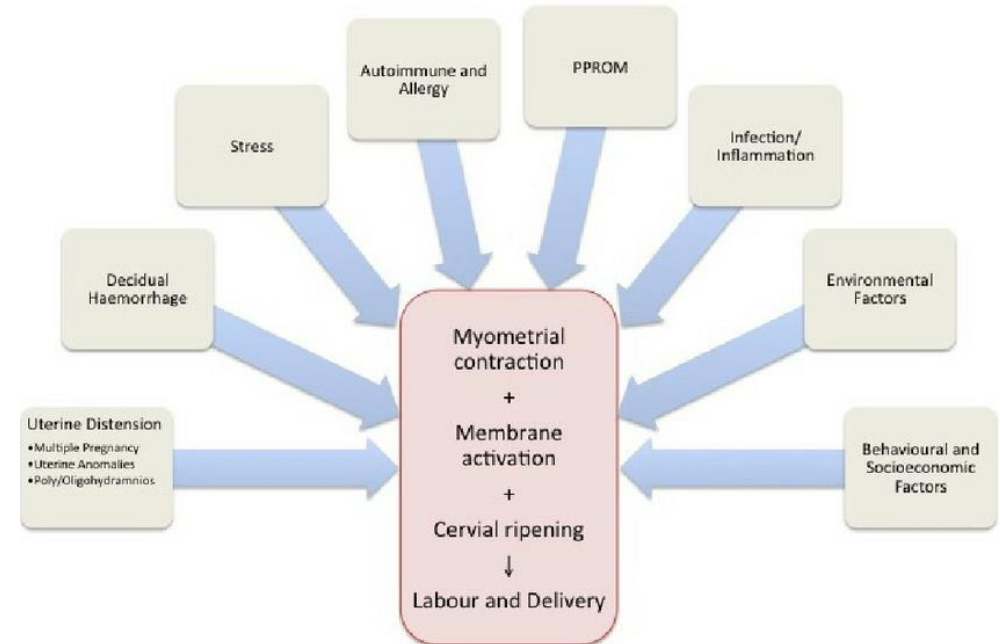 Autoimmune and
Allergy
PPROM
Stress
Infection/
Inflammation
Decidual
Haemorrhage
Environmental
Factors
Uterine Distension
•Multiple Pregnancy
•Uterine Anomalies
•Poly/Oligohydramnios
Behavioural and
Socioeconomic
Factors
Myometrial
contraction
+
Membrane
activation
+
Cervial ripening
↓
Labour and Delivery